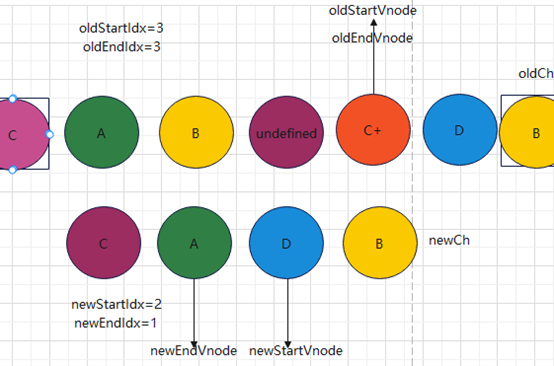 oldStartVnode
oldStartIdx=3
oldEndIdx=3
oldEndVnode
oldCh
C
A
B
undefined
C+
D
B
C
A
D
B
newCh
newStartIdx=2
newEndIdx=1
newEndVnode
newStartVnode